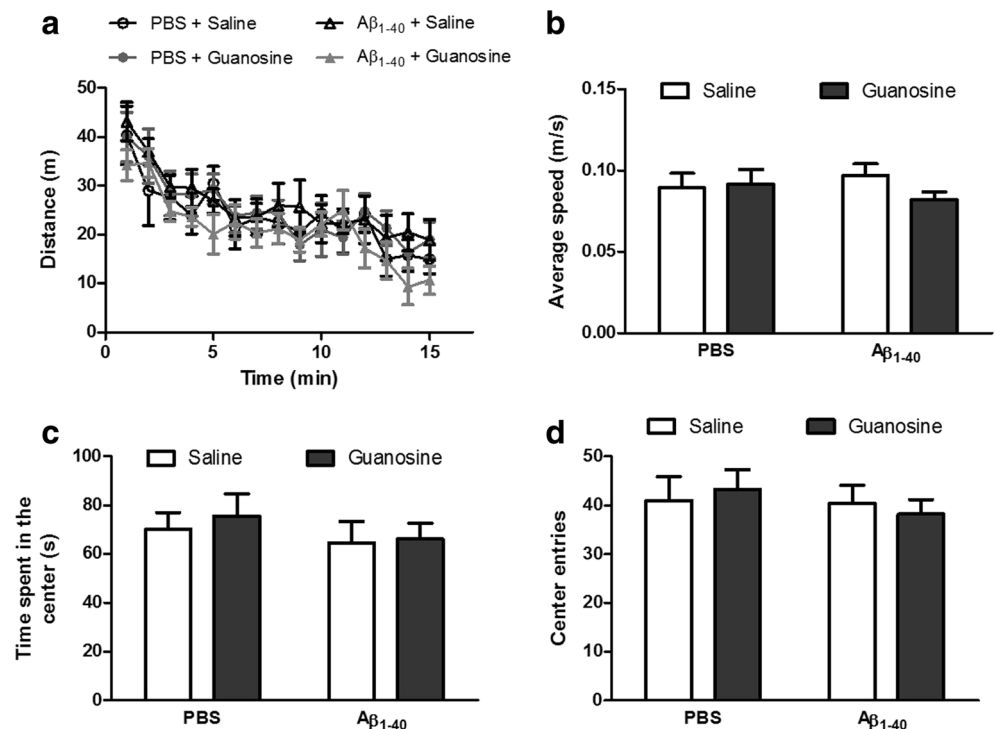 a
PBS + Saline
Aβ1-40 + Saline
PBS + Guanosine
Aβ1-40 + Guanosine
50
40
30
20
10
0
Distance (m)
0 5 10 15
Time (min)
b
Saline Guanosine
0.15
0.10
0.05
0.00
Average speed (m/s)
PBS Aβ1-40
c
Saline Guanosine
100
80
60
40
20
0
Time spent in the
center (s)
PBS Aβ1-40
d
Saline Guanosine
50
40
30
20
10
0
Center entries
PBS Aβ1-40